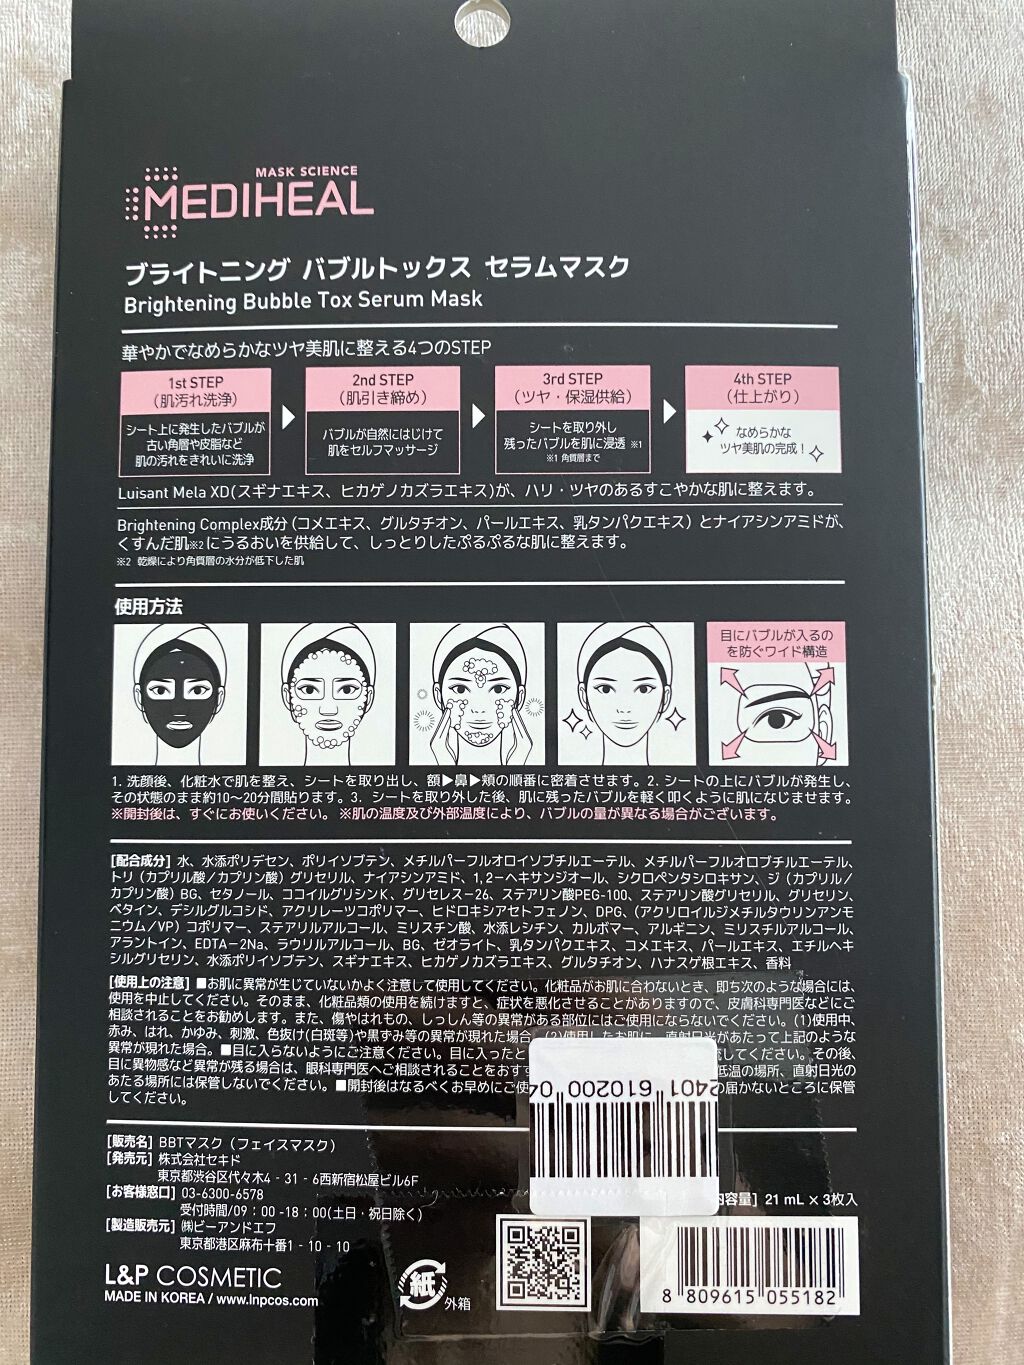 MASK SCIENCE
MEDIHEAL
ブライトニング バブルトックス セラムマスク
Brightening Bubble Tox Serum Mask
華やかでなめらかなツヤ美肌に整える4つのSTEP
1st STEP
(肌汚れ洗浄)
シート上に発生したバブルが
古い角層や皮脂など
肌の汚れをきれいに洗浄
2nd STEP
(肌引き締め)
バブルが自然にはじけて
肌をセルフマッサージ
3rd STEP
(ツヤ・保湿供給)
シートを取り外し
残ったバブルを肌に浸透 ※1
※1 角質層まで
4th STEP
(仕上がり)
なめらかな
ツヤ美肌の完成!
Luisant Mela XD(スギナエキス、ヒカゲノカズラエキス)が、ハリ・ツヤのあるすこやかな肌に整えます。
Brightening Complex成分(コメエキス、グルタチオン、パールエキス、乳タンパクエキス)とナイアシンアミドが、
くすんだ肌※2にうるおいを供給して、しっとりしたぷるぷるな肌に整えます。
※2 乾燥により角質層の水分が低下した肌
使用方法
目にバブルが入るの
を防ぐワイド構造
1. 洗顔後、化粧水で肌を整え、シートを取り出し、額▶鼻▶頬の順番に密着させます。2. シートの上にバブルが発生し、
その状態のまま約10〜20分間貼ります。3. シートを取り外した後、肌に残ったバブルを軽く叩くように肌になじませます。
※開封後は、すぐにお使いください。 ※肌の温度及び外部温度により、バブルの量が異なる場合がございます。
[配合成分] 水、水添ポリデセン、ポリイソブテン、メチルパーフルオロイソブチルエーテル、メチルパーフルオロブチルエーテル、
トリ(カプリル酸/カプリン酸)グリセリル、ナイアシンアミド、1,2-ヘキサンジオール、シクロペンタシロキサン、ジ(カプリル/
カプリン酸)BG、セタノール、ココイルグリシンK、グリセレス-26、ステアリン酸PEG-100、ステアリン酸グリセリル、グリセリン、
ベタイン、デシルグルコシド、アクリレーツコポリマー、ヒドロキシアセトフェノン、DPG、(アクリロイルジメチルタウリンアンモ
ニウム/VP)コポリマー、ステアリルアルコール、ミリスチン酸、水添レシチン、カルボマー、アルギニン、ミリスチルアルコール、
アラントイン、EDTA-2Na、ラウリルアルコール、BG、ゼオライト、乳タンパクエキス、コメエキス、パールエキス、エチルヘキ
シルグリセリン、水添ポリイソブテン、スギナエキス、ヒカゲノカズラエキス、グルタチオン、ハナスゲ根エキス、香料
[使用上の注意] ■お肌に異常が生じていないかよく注意して使用してください。化粧品がお肌に合わないとき、即ち次のような場合には、
使用を中止してください。そのまま、化粧品類の使用を続けますと、症状を悪化させることがありますので、皮膚科専門医などにご
相談されることをお勧めします。また、傷やはれもの、しっしん等の異常がある部位にはご使用にならないでください。(1)使用中、
赤み、はれ、かゆみ、刺激、色抜け(白斑等)や黒ずみ等の異常が現れた場合。(2)使用したお肌に、直射日光があたって上記のような
異常が現れた場合。■目に入らないようにご注意ください。目に入ったと 流してください。その後、
目に異物感など異常が残る場合は、眼科専門医へご相談されることをおす 低温の場所、直射日光の
あたる場所には保管しないでください。■開封後はなるべくお早めにご使 の届かないところに保管
してください。
2401 610200 04
[販売名] BBTマスク(フェイスマスク)
[発売元] 株式会社セキド
東京都渋谷区代々木4-31-6西新宿松屋ビル6F
[お客様窓口] 03-6300-6578
受付時間/09:00-18:00(土日・祝日除く)
[製造販売元] ㈱ビーアンドエフ
東京都港区麻布十番1-10-10
内容量] 21 mL × 3枚入
L&P COSMETIC
MADE IN KOREA / www.lnpcos.com
紙
外箱
8 809615 055182